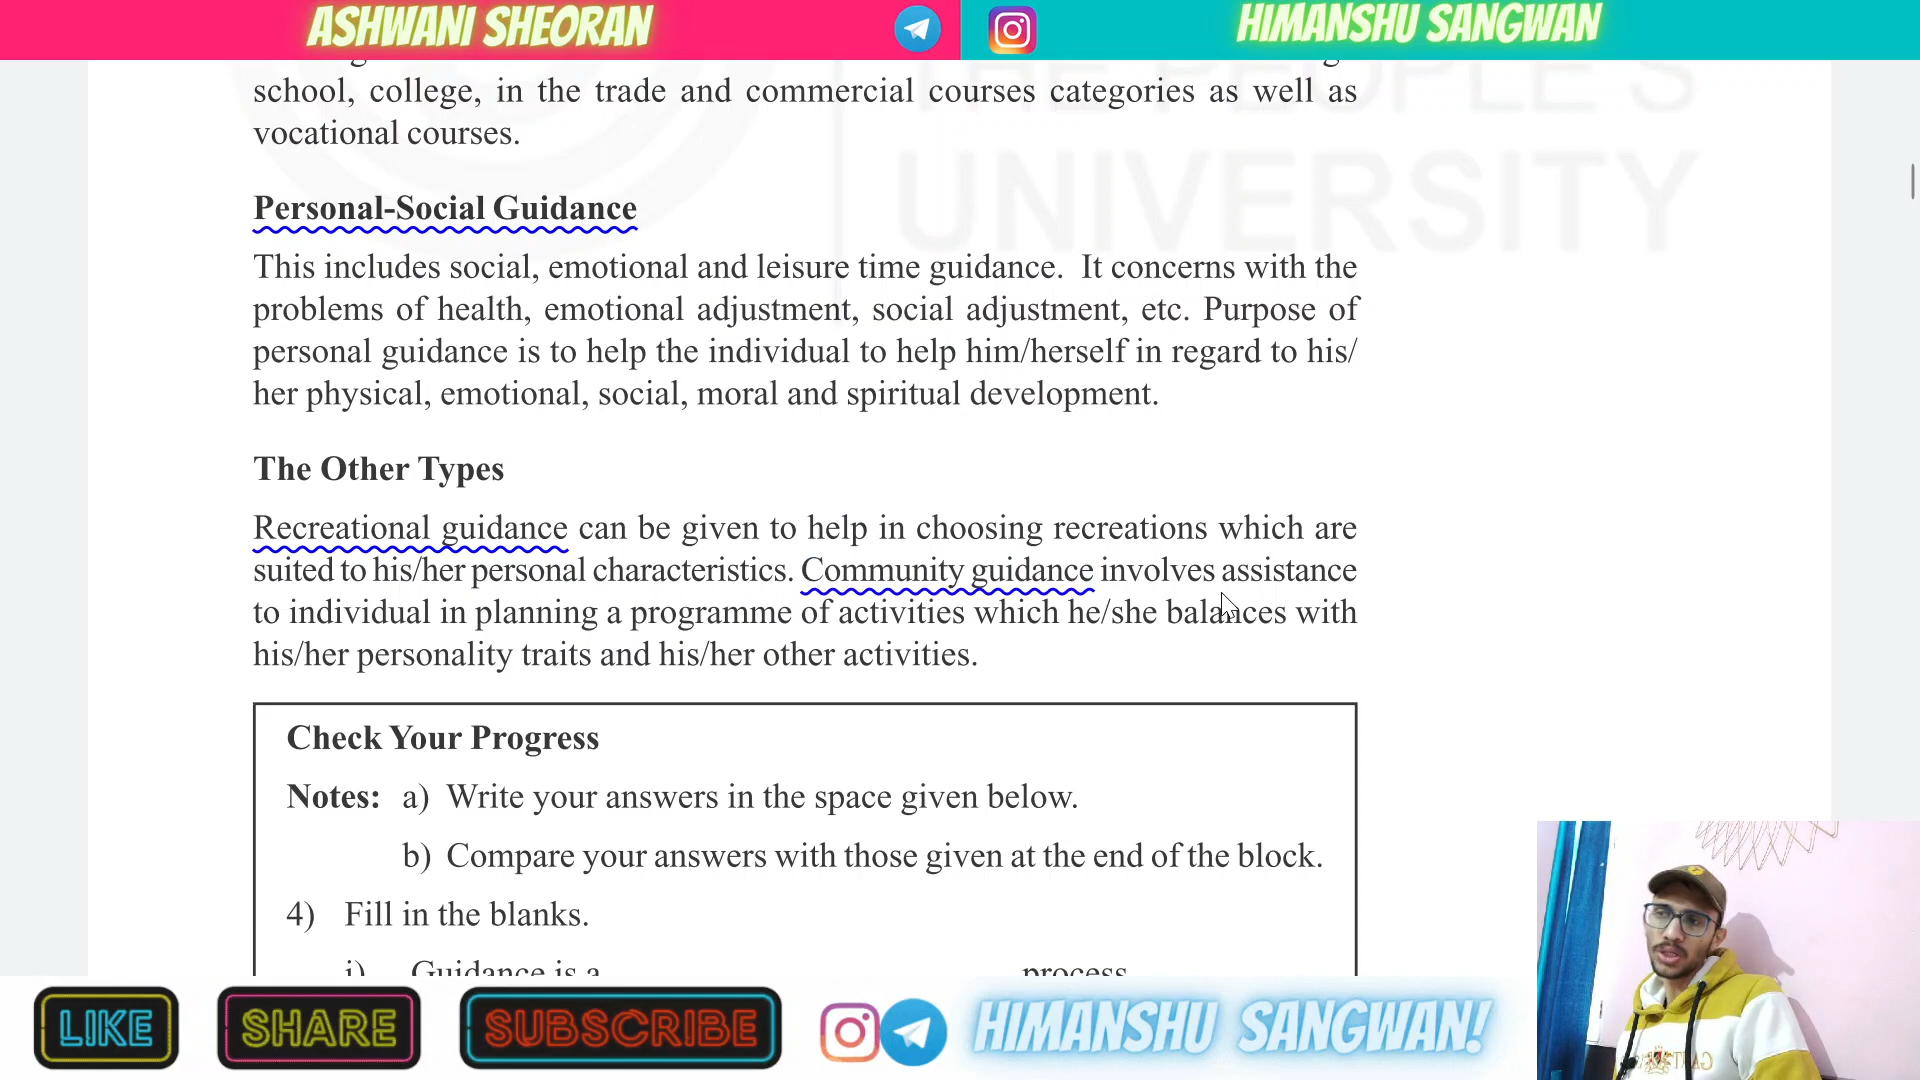 ASHWANI SHEORAN
HIMANSHU SANGWAN
THE PEOPLE'S
UNIVERSITY
school, college, in the trade and commercial courses categories as well as
vocational courses.
Personal-Social Guidance
This includes social, emotional and leisure time guidance. It concerns with the
problems of health, emotional adjustment, social adjustment, etc. Purpose of
personal guidance is to help the individual to help him/herself in regard to his/
her physical, emotional, social, moral and spiritual development.
The Other Types
Recreational guidance can be given to help in choosing recreations which are
suited to his/her personal characteristics. Community guidance involves assistance
to individual in planning a programme of activities which he/she balances with
his/her personality traits and his/her other activities.
Check Your Progress
Notes: a) Write your answers in the space given below.
b) Compare your answers with those given at the end of the block.
4) Fill in the blanks.
i) Guidance is a process
LIKE
SHARE
SUBSCRIBE
HIMANSHU SANGWAN!